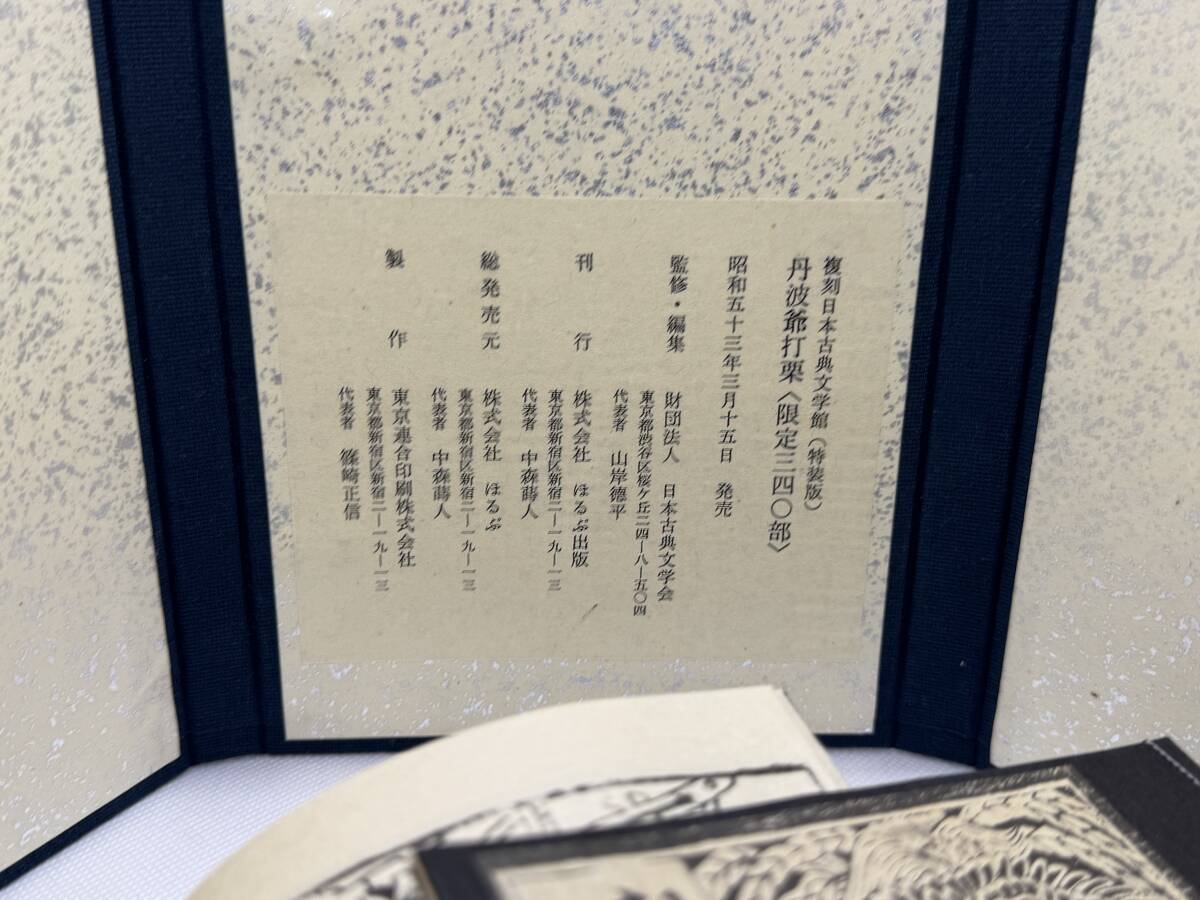 複刻日本古典文学館（特装版）
丹波爺打栗〈限定三四〇部〉
昭和五十三年三月十五日　発売
監修・編集　財団法人　日本古典文学会
東京都渋谷区桜ケ丘二四―八―五〇四
代表者　山岸徳平
刊行　株式会社　ほるぷ出版
東京都新宿区新宿二―一九―一三
代表者　中森蒔人
総発売元　株式会社　ほるぷ
東京都新宿区新宿二―一九―一三
代表者　中森蒔人
製作　東京連合印刷株式会社
東京都新宿区新宿二―一九―一三
代表者　篠崎正信